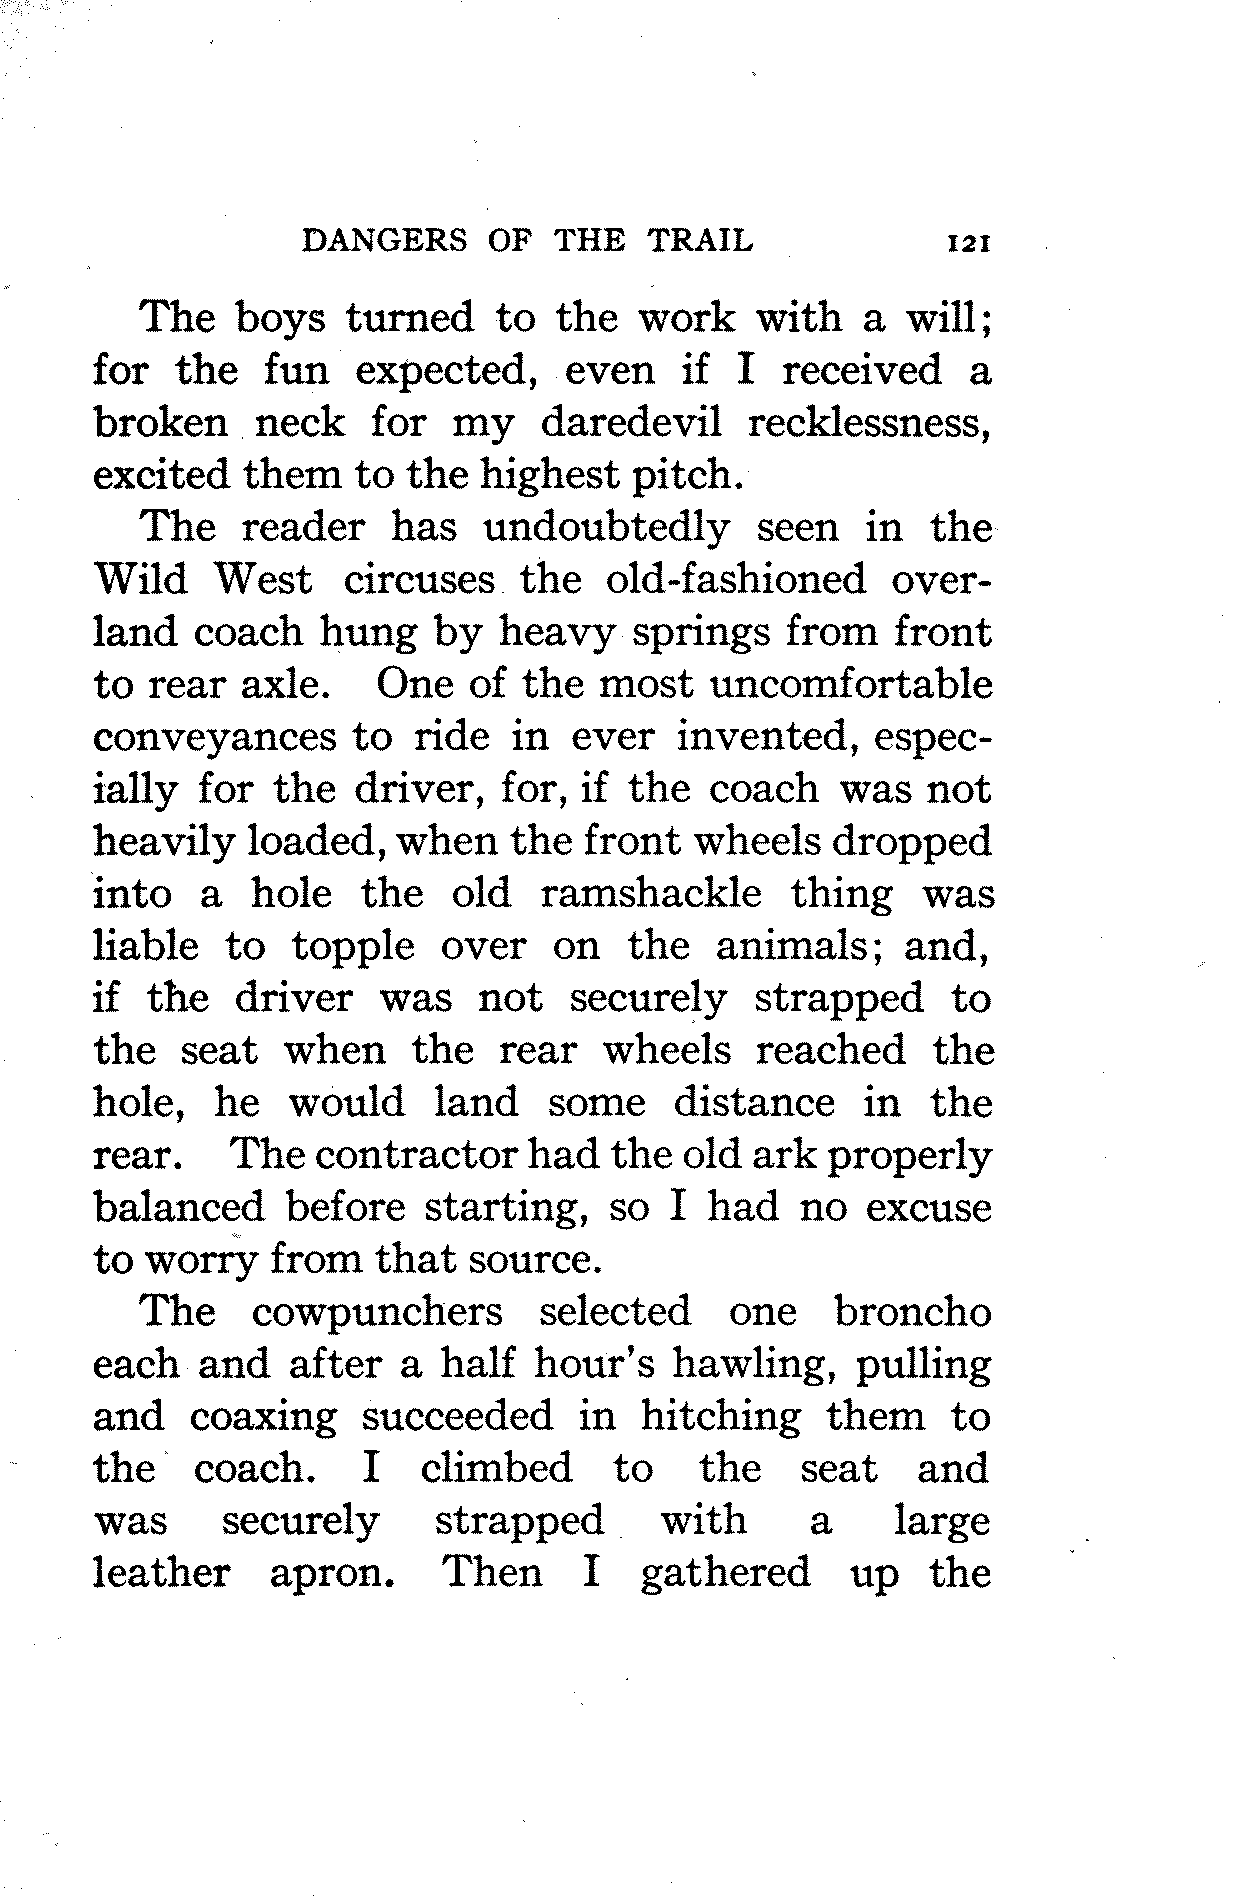 DANGERS OF THE TRAIL 121
The boys turned to the work with a will;
for the fun expected, even if I received a
broken neck for my daredevil recklessness,
excited them to the highest pitch.
The reader has undoubtedly seen in the
Wild West circuses the old-fashioned over-
land coach hung by heavy springs from front
to rear axle. One of the most uncomfortable
conveyances to ride in ever invented, espec-
ially for the driver, for, if the coach was not
heavily loaded, when the front wheels dropped
into a hole the old ramshackle thing was
liable to topple over on the animals; and,
if the driver was not securely strapped to
the seat when the rear wheels reached the
hole, he would land some distance in the
rear. The contractor had the old ark properly
balanced before starting, so I had no excuse
to worry from that source.
The cowpunchers selected one broncho
each and after a half hour's hawling, pulling
and coaxing succeeded in hitching them to
the coach. I climbed to the seat and
was securely strapped with a large
leather apron. Then I gathered up the